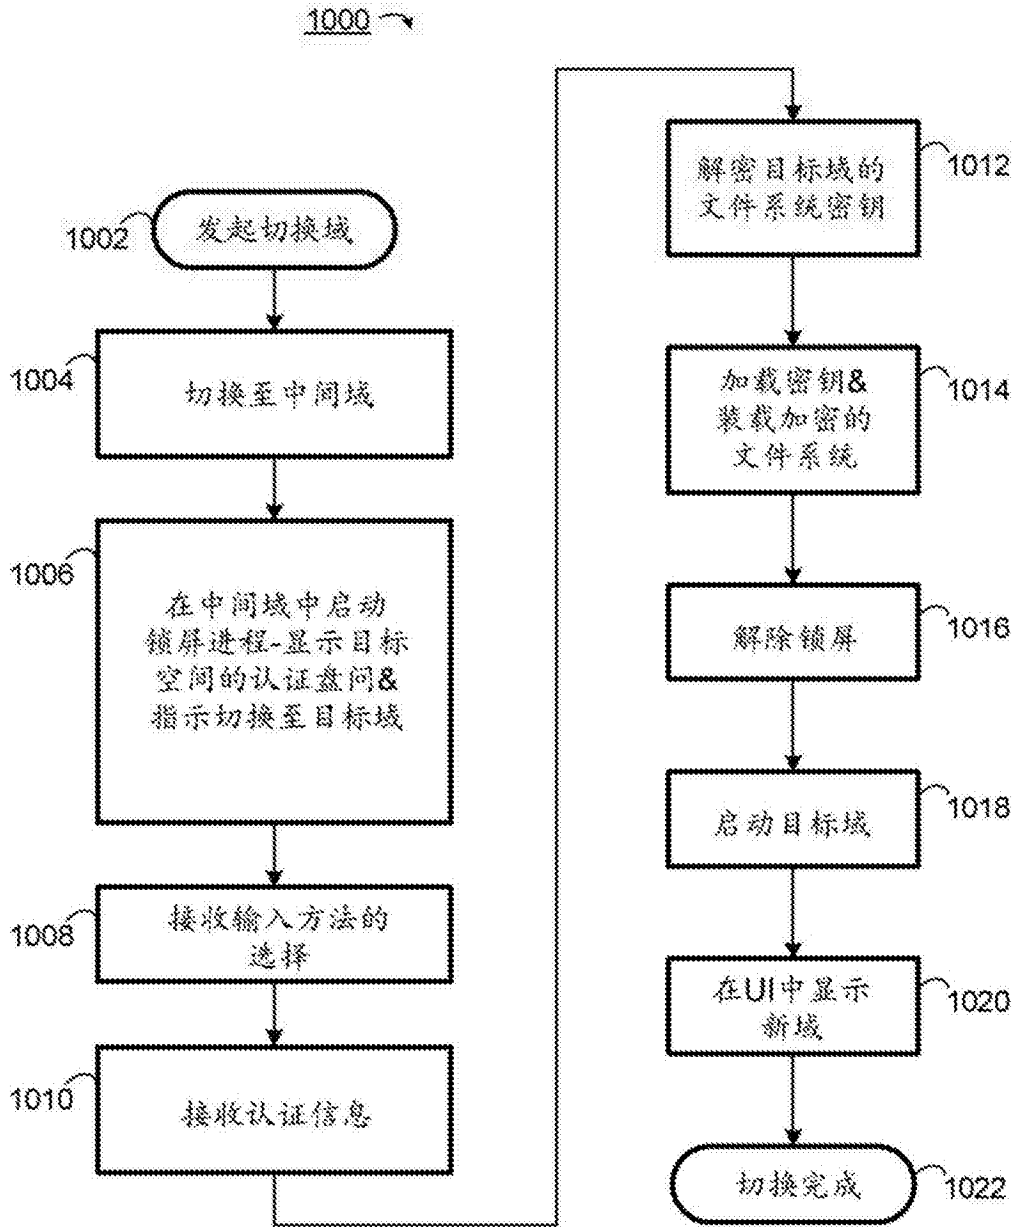 1000
1002
发起切换域
1004
切换至中间域
1006
在中间域中启动
锁屏进程-显示目标
空间的认证盘问&
指示切换至目标域
1008
接收输入方法的
选择
1010
接收认证信息
1012
解密目标域的
文件系统密钥
1014
加载密钥&
装载加密的
文件系统
1016
解除锁屏
1018
启动目标域
1020
在UI中显示
新域
1022
切换完成